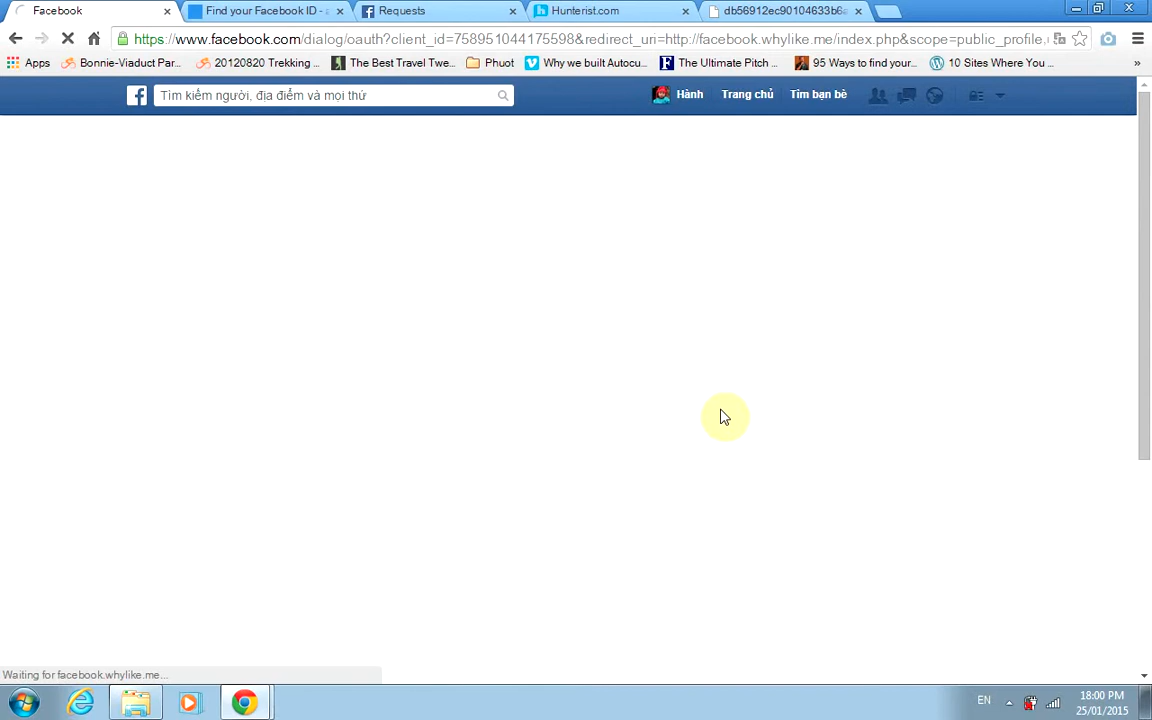 Facebook
Find your Facebook ID -
Requests
Hunterist.com
db56912ec90104633b6a
https://www.facebook.com/dialog/oauth?client_id=758951044175598&redirect_uri=http://facebook.whylike.me/index.php&scope=public_profile,
Apps
Bonnie-Viaduct Par...
20120820 Trekking ...
The Best Travel Twe...
Phuot
Why we built Autocu...
The Ultimate Pitch ...
95 Ways to find your...
10 Sites Where You ...
»
f
Tìm kiếm người, địa điểm và mọi thứ
Hành
Trang chủ
Tìm bạn bè
Waiting for facebook.whylike.me...
EN
18:00 PM
25/01/2015